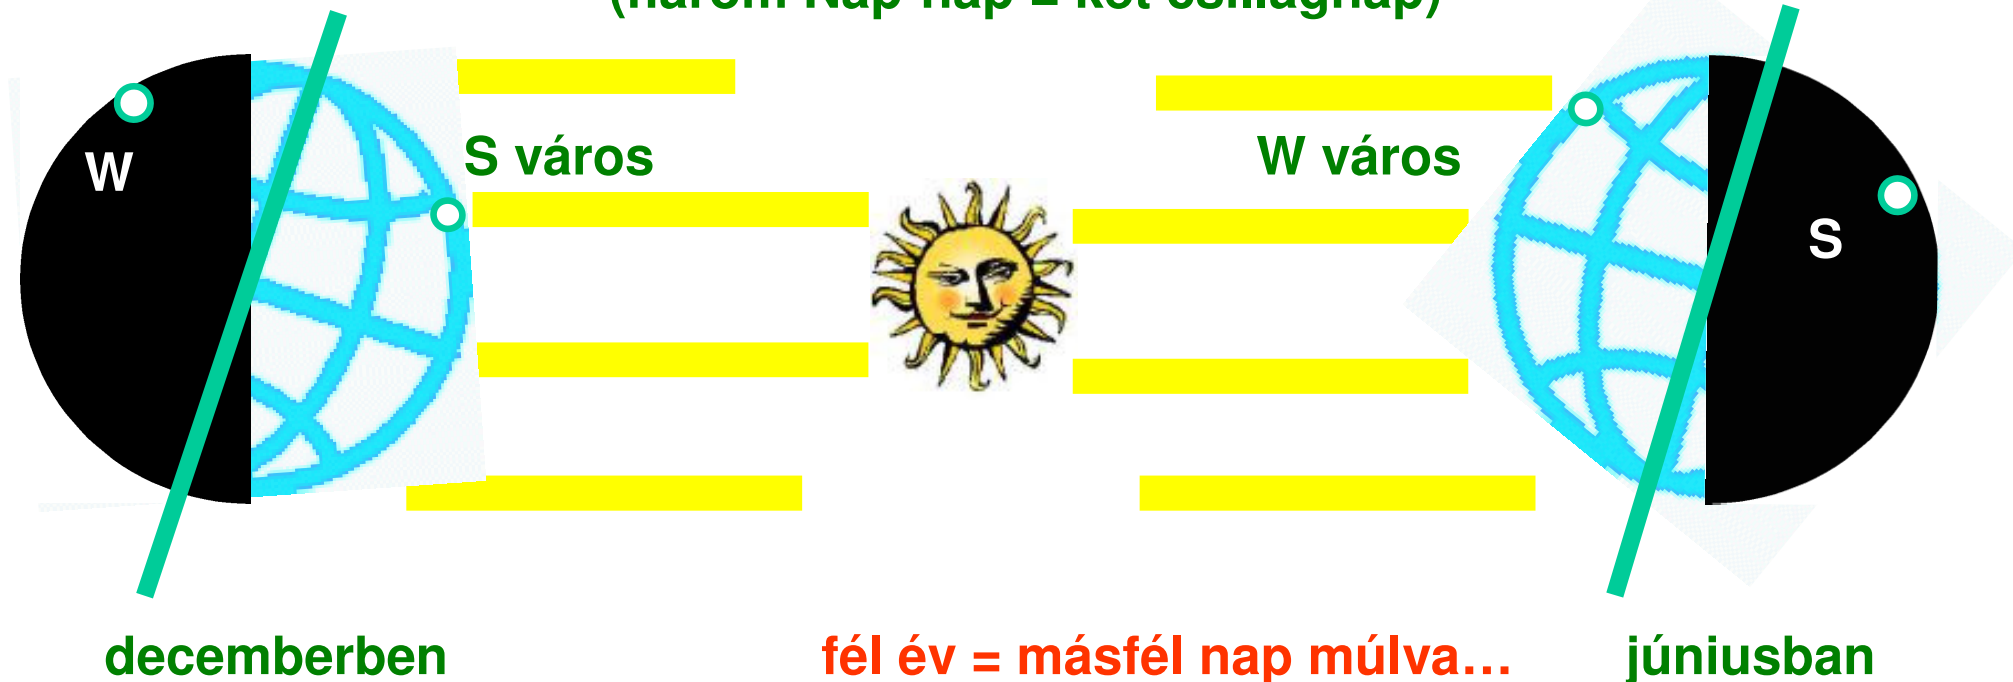 W
S város
W város
S
decemberben
fél év = másfél nap múlva…
júniusban